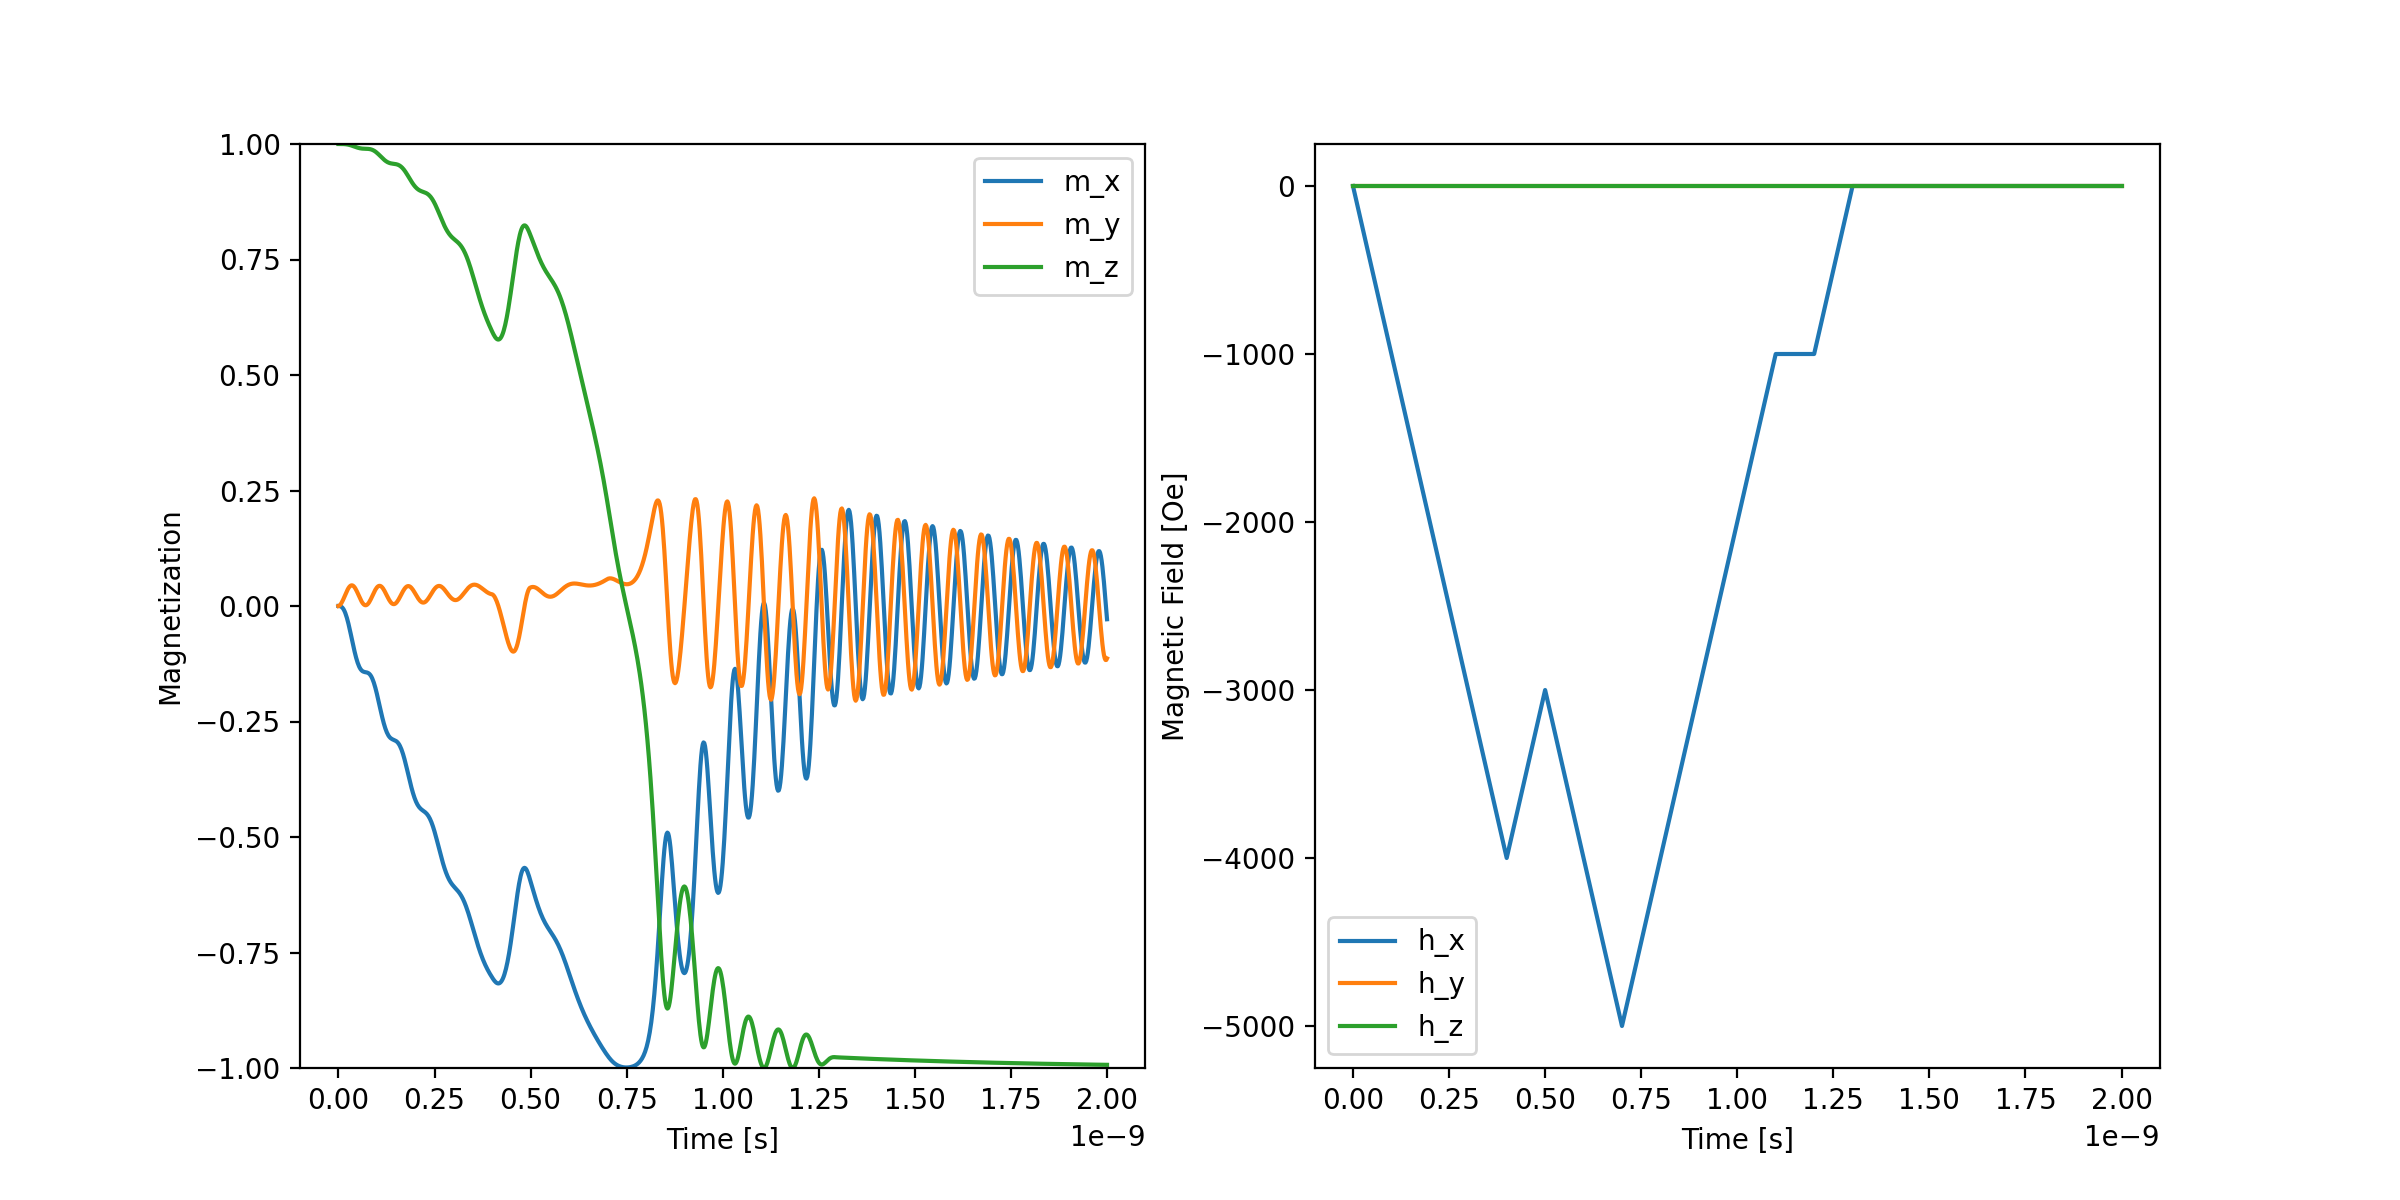 1.00
0.75
0.50
0.25
0.00
−0.25
−0.50
−0.75
−1.00
Magnetization
m_x
m_y
m_z
0.00 0.25 0.50 0.75 1.00 1.25 1.50 1.75 2.00
Time [s]
1e−9
0
−1000
−2000
−3000
−4000
−5000
Magnetic Field [Oe]
h_x
h_y
h_z
0.00 0.25 0.50 0.75 1.00 1.25 1.50 1.75 2.00
Time [s]
1e−9